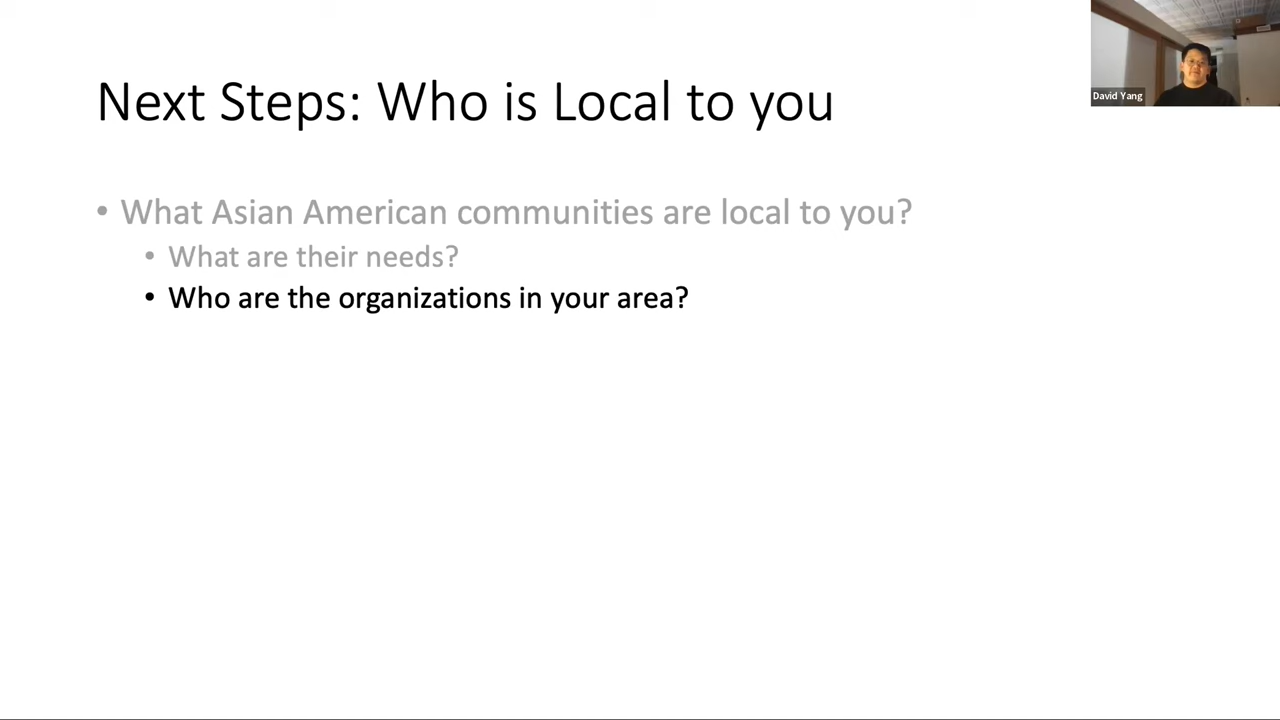 Next Steps: Who is Local to you
David Yang
• What Asian American communities are local to you?
• What are their needs?
• Who are the organizations in your area?